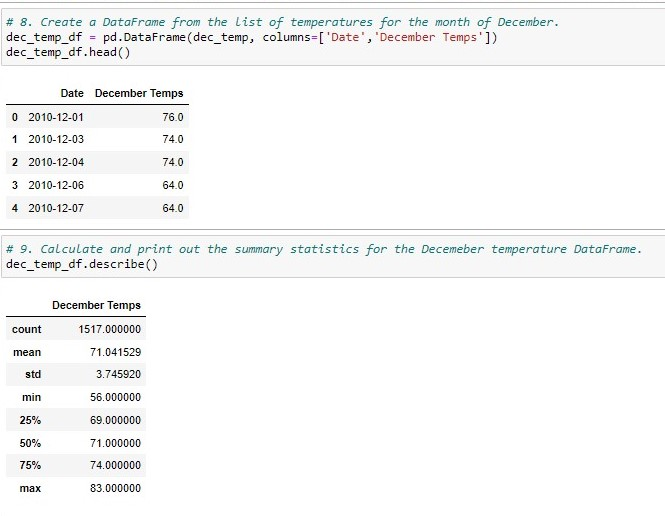 # 8. Create a DataFrame from the list of temperatures for the month of December.
dec_temp_df = pd.DataFrame(dec_temp, columns=['Date','December Temps'])
dec_temp_df.head()
Date December Temps
0 2010-12-01 76.0
1 2010-12-03 74.0
2 2010-12-04 74.0
3 2010-12-06 64.0
4 2010-12-07 64.0
# 9. Calculate and print out the summary statistics for the Decemeber temperature DataFrame.
dec_temp_df.describe()
December Temps
count 1517.000000
mean 71.041529
std 3.745920
min 56.000000
25% 69.000000
50% 71.000000
75% 74.000000
max 83.000000